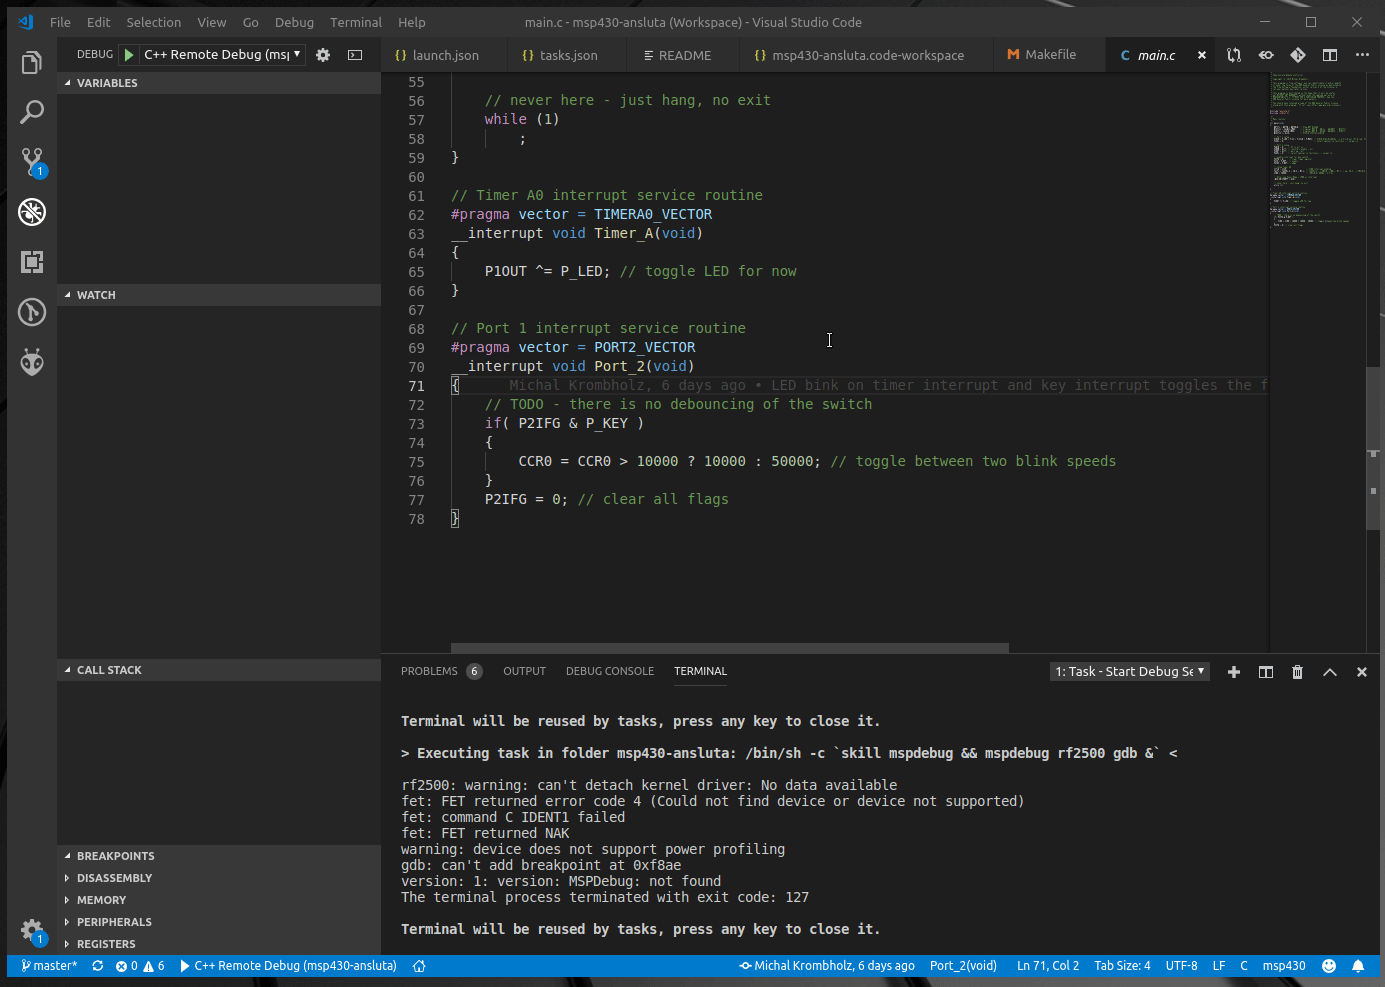 File Edit Selection View Go Debug Terminal Help main.c - msp430-ansluta (Workspace) - Visual Studio Code
DEBUG C++ Remote Debug (msp
{} launch.json {} tasks.json README {} msp430-ansluta.code-workspace M Makefile C main.c
VARIABLES
WATCH
CALL STACK
BREAKPOINTS
DISASSEMBLY
MEMORY
PERIPHERALS
REGISTERS
1
1
55
56 // never here - just hang, no exit
57 while (1)
58 ;
59 }
60
61 // Timer A0 interrupt service routine
62 #pragma vector = TIMERA0_VECTOR
63 __interrupt void Timer_A(void)
64 {
65 P1OUT ^= P_LED; // toggle LED for now
66 }
67
68 // Port 1 interrupt service routine
69 #pragma vector = PORT2_VECTOR
70 __interrupt void Port_2(void)
71 { Michal Krombholz, 6 days ago • LED bink on timer interrupt and key interrupt toggles the f
72 // TODO - there is no debouncing of the switch
73 if( P2IFG & P_KEY )
74 {
75 CCR0 = CCR0 > 10000 ? 10000 : 50000; // toggle between two blink speeds
76 }
77 P2IFG = 0; // clear all flags
78 }
PROBLEMS 6 OUTPUT DEBUG CONSOLE TERMINAL 1: Task - Start Debug Se
Terminal will be reused by tasks, press any key to close it.
> Executing task in folder msp430-ansluta: /bin/sh -c `skill mspdebug && mspdebug rf2500 gdb &` <
rf2500: warning: can't detach kernel driver: No data available
fet: FET returned error code 4 (Could not find device or device not supported)
fet: command C IDENT1 failed
fet: FET returned NAK
warning: device does not support power profiling
gdb: can't add breakpoint at 0xf8ae
version: 1: version: MSPDebug: not found
The terminal process terminated with exit code: 127
Terminal will be reused by tasks, press any key to close it.
master* 0 6 C++ Remote Debug (msp430-ansluta) Michal Krombholz, 6 days ago Port_2(void) Ln 71, Col 2 Tab Size: 4 UTF-8 LF C msp430